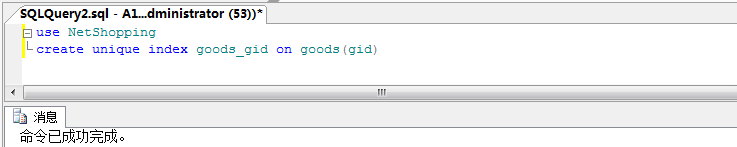 SQLQuery2.sql - A1...dministrator (53))*
use NetShopping
create unique index goods_gid on goods(gid)
消息
命令已成功完成。